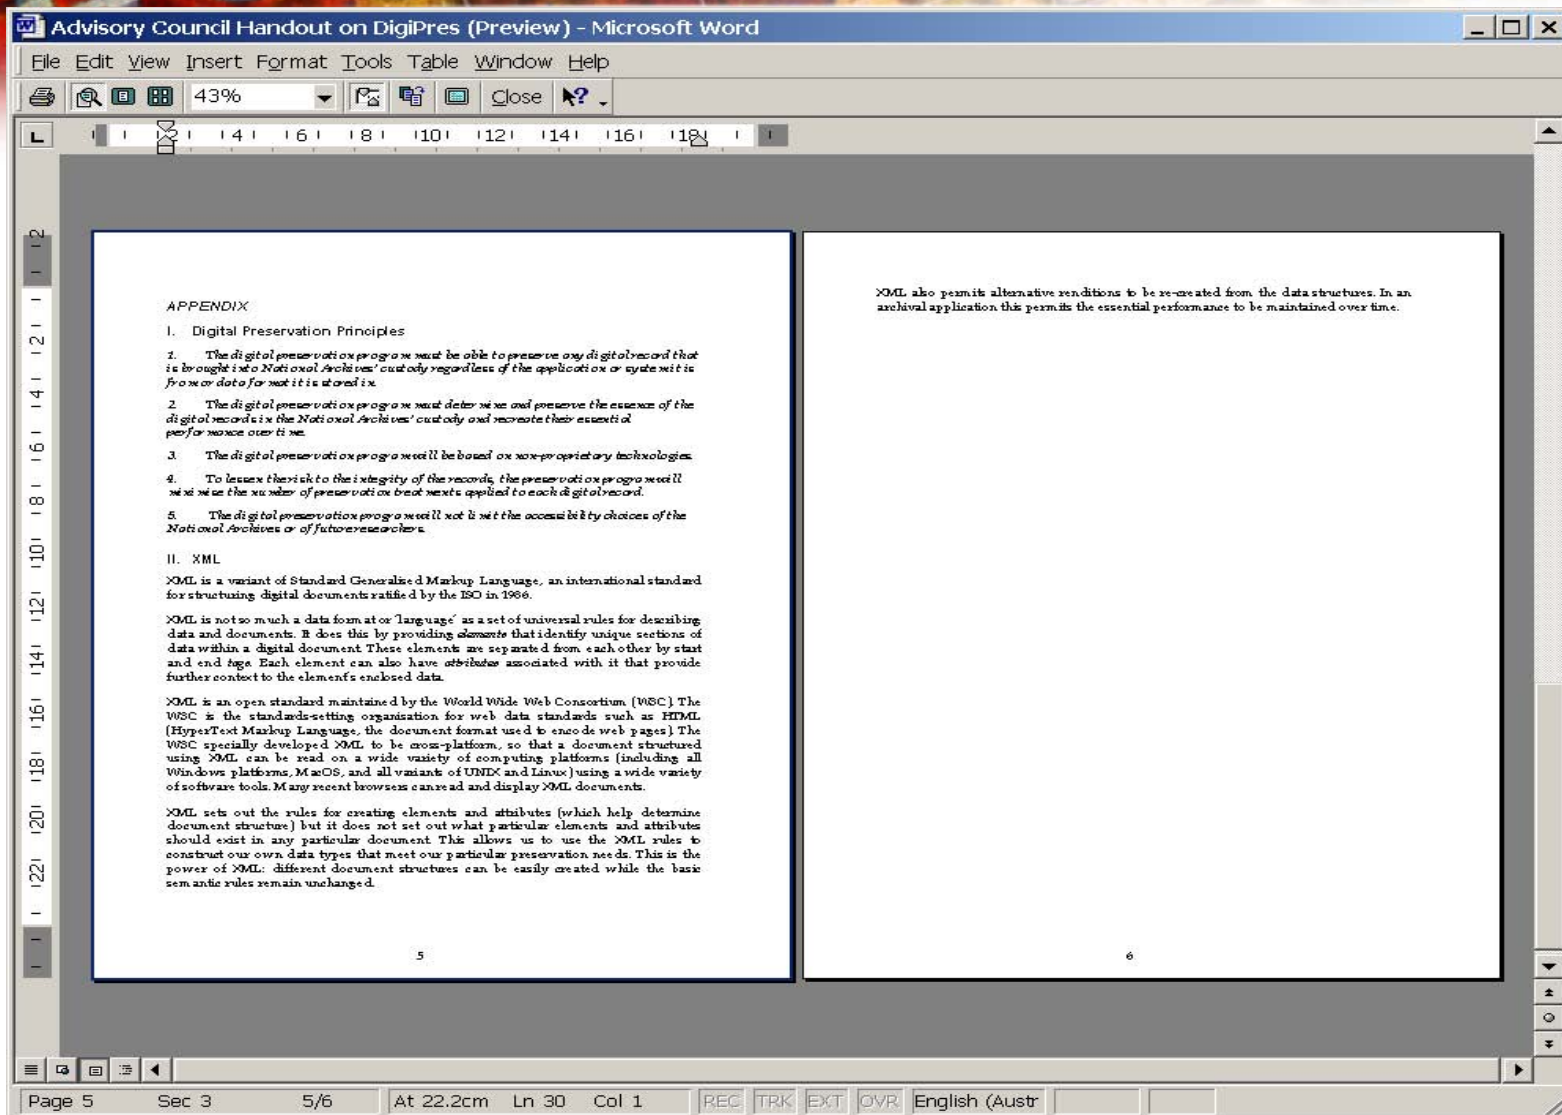 Advisory Council Handout on DigiPres (Preview) - Microsoft Word
File Edit View Insert Format Tools Table Window Help
43% Close
L 2 4 6 8 10 12 14 16 18
2
2
4
6
8
10
12
14
16
18
20
22
APPENDIX
I. Digital Preservation Principles
1. The digital preservation program must be able to preserve any digital record that
is brought into National Archives' custody regardless of the application or system it is
from or data format it is stored in.
2. The digital preservation program must determine and preserve the essence of the
digital records in the National Archives' custody and recreate their essential
performance over time.
3. The digital preservation program will be based on non-proprietary technologies.
4. To lessen the risk to the integrity of the records, the preservation program will
minimise the number of preservation treatments applied to each digital record.
5. The digital preservation program will not limit the accessibility choices of the
National Archives or of future researchers.
II. XML
XML is a variant of Standard Generalised Markup Language, an international standard
for structuring digital documents ratified by the ISO in 1986.
XML is not so much a data format or 'language' as a set of universal rules for describing
data and documents. It does this by providing elements that identify unique sections of
data within a digital document. These elements are separated from each other by start
and end tags. Each element can also have attributes associated with it that provide
further context to the element's enclosed data.
XML is an open standard maintained by the World Wide Web Consortium (W3C). The
W3C is the standards-setting organisation for web data standards such as HTML
(HyperText Markup Language, the document format used to encode web pages). The
W3C specially developed XML to be cross-platform, so that a document structured
using XML can be read on a wide variety of computing platforms (including all
Windows platforms, MacOS, and all variants of UNIX and Linux) using a wide variety
of software tools. Many recent browsers can read and display XML documents.
XML sets out the rules for creating elements and attributes (which help determine
document structure) but it does not set out what particular elements and attributes
should exist in any particular document. This allows us to use the XML rules to
construct our own data types that meet our particular preservation needs. This is the
power of XML: different document structures can be easily created while the basic
semantic rules remain unchanged.
5
XML also permits alternative renditions to be re-created from the data structures. In an
archival application this permits the essential performance to be maintained over time.
6
Page 5 Sec 3 5/6 At 22.2cm Ln 30 Col 1 REC TRK EXT OVR English (Austr